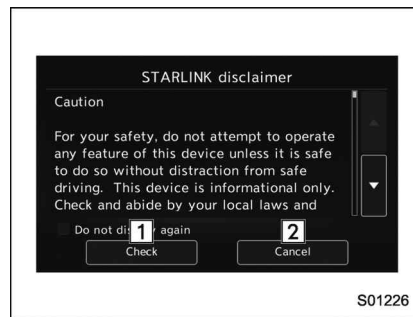 STARLINK disclaimer
Caution
For your safety, do not attempt to operate
any feature of this device unless it is safe
to do so without distraction from safe
driving. This device is informational only.
Check and abide by your local laws and
Do not di y again
1
2
Check
Cancel
S01226